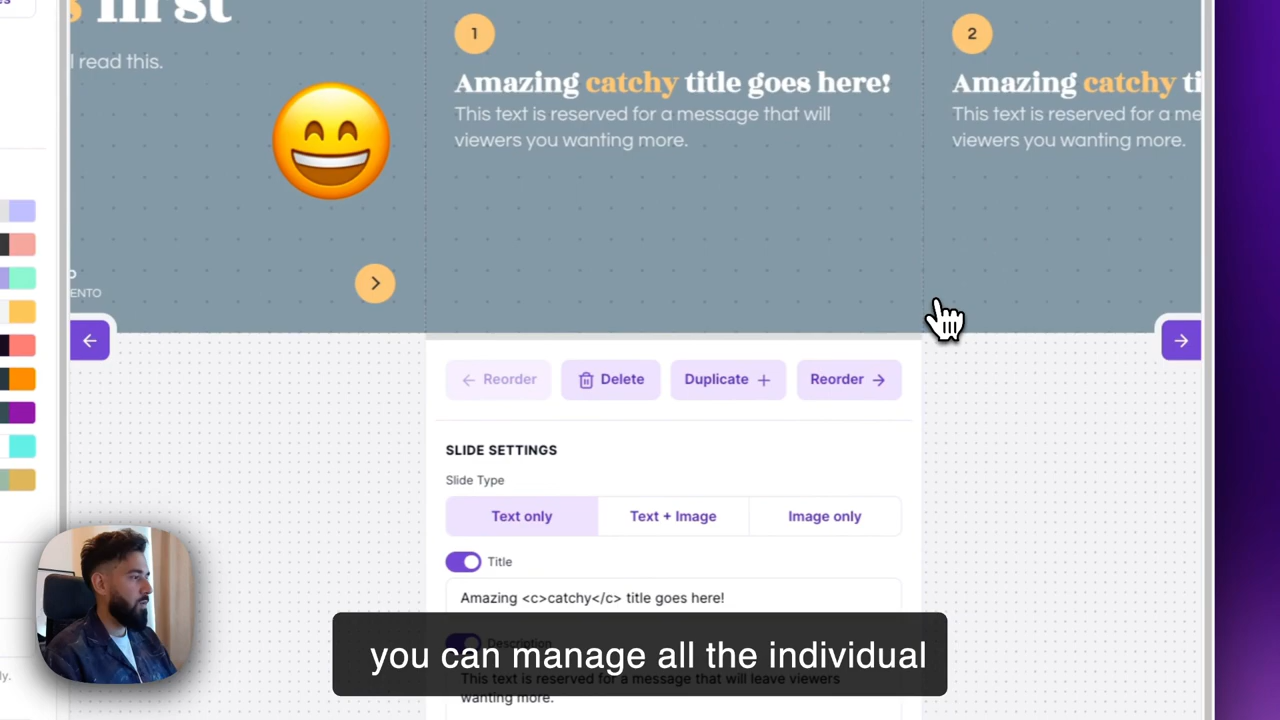 first
l read this.
ENTO
1
Amazing catchy title goes here!
This text is reserved for a message that will
viewers you wanting more.
2
Amazing catchy ti
This text is reserved for a me
viewers you wanting more.
Reorder
Delete
Duplicate
Reorder
SLIDE SETTINGS
Slide Type
Text only
Text + Image
Image only
Title
Amazing <c>catchy</c> title goes here!
Description
you can manage all the individual
This text is reserved for a message that will leave viewers
wanting more.